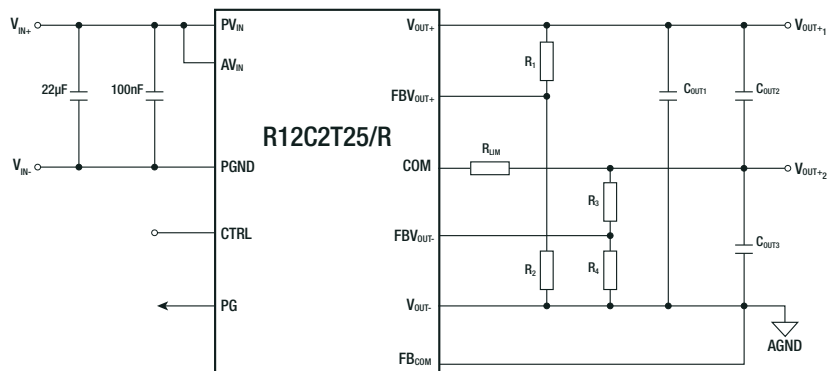 VIN+
PVIN
VOUT+
VOUT+1
R1
AVIN
22µF
100nF
FBVOUT+
COUT1
COUT2
R12C2T25/R
VIN-
PGND
COM
RLIM
VOUT+2
R3
CTRL
FBVOUT-
COUT3
R2
R4
PG
VOUT-
AGND
FBCOM